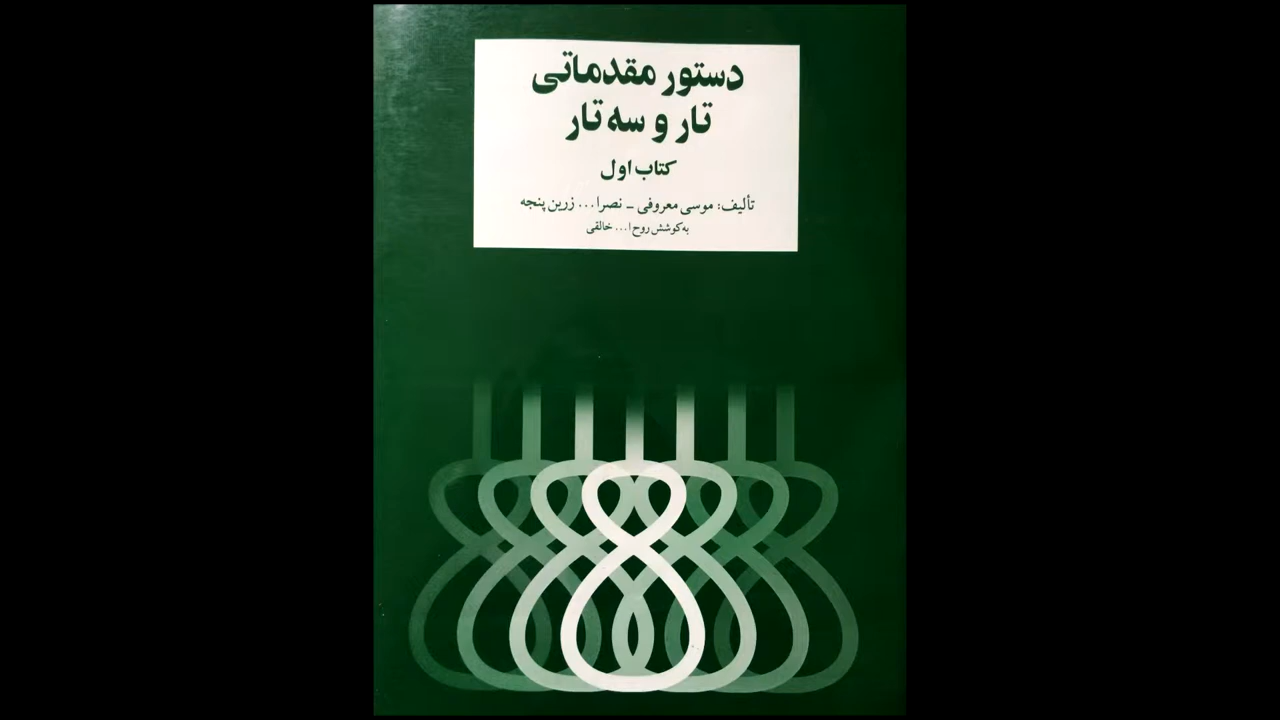 دستور مقدماتی
تار و سه تار
کتاب اول
تألیف: موسی معروفی ـ نصرا... زرین پنجه
به کوشش روح ا... خالقی